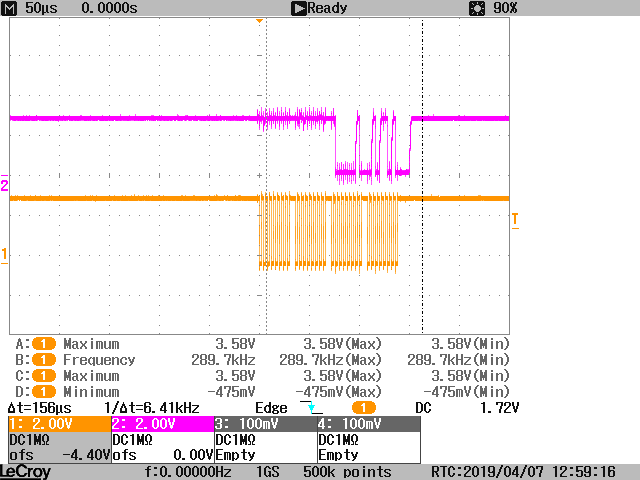 M 50μs 0.0000s Ready 90%
2
T
1
A: 1 Maximum 3.58V 3.58V(Max) 3.58V(Min)
B: 1 Frequency 289.7kHz 289.7kHz(Max) 289.7kHz(Min)
C: 1 Maximum 3.58V 3.58V(Max) 3.58V(Min)
D: 1 Minimum -475mV -475mV(Max) -475mV(Min)
Δt=156μs 1/Δt=6.41kHz Edge 1 DC 1.72V
1: 2.00V 2: 2.00V 3: 100mV 4: 100mV
DC1MΩ DC1MΩ DC1MΩ DC1MΩ
ofs -4.40V ofs 0.00V Empty Empty
LeCroy f:0.00000Hz 1GS 500k points RTC:2019/04/07 12:59:16